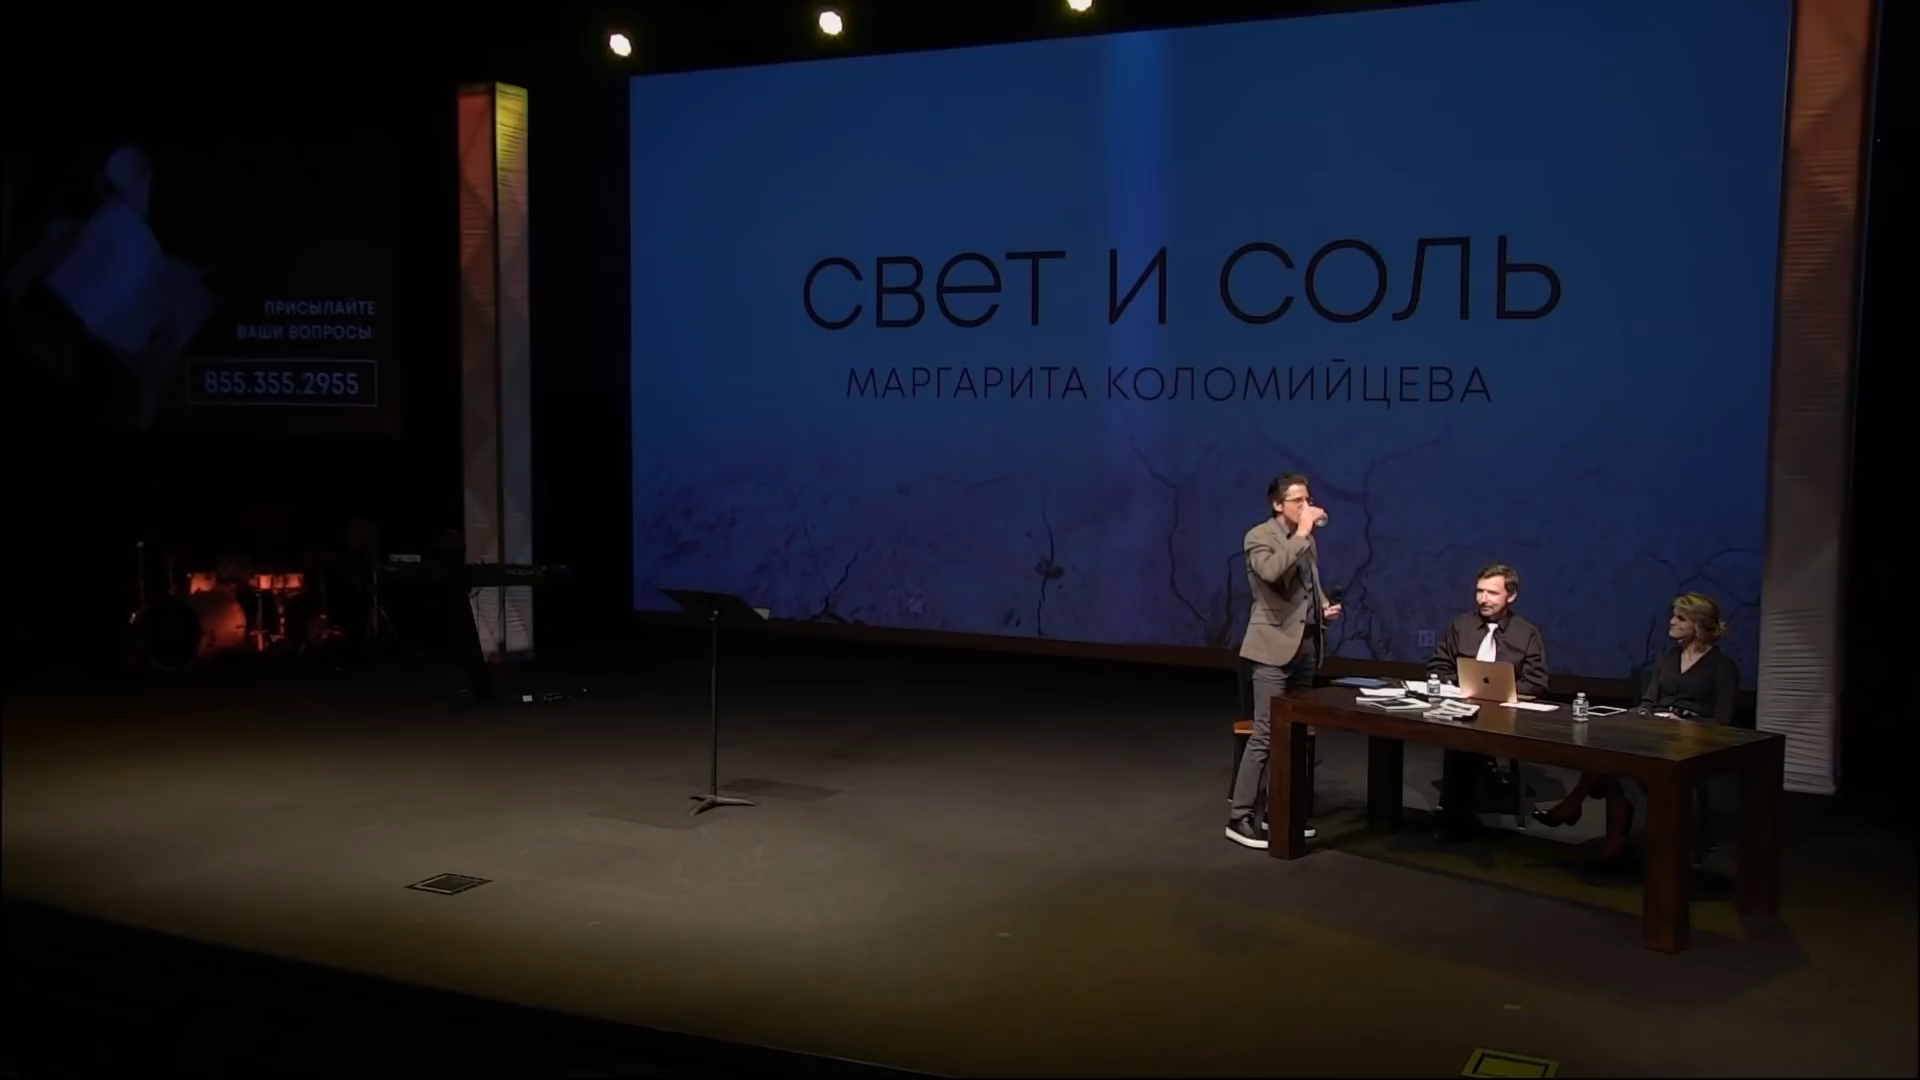 ПРИСЫЛАЙТЕ
ВАШИ ВОПРОСЫ:
855.355.2955
свет и соль
МАРГАРИТА КОЛОМИЙЦЕВА